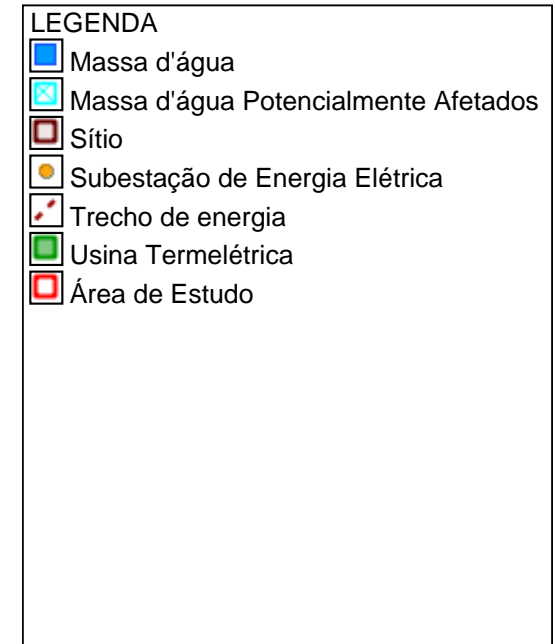 LEGENDA
Massa d'água
Massa d'água Potencialmente Afetados
Sítio
Subestação de Energia Elétrica
Trecho de energia
Usina Termelétrica
Área de Estudo